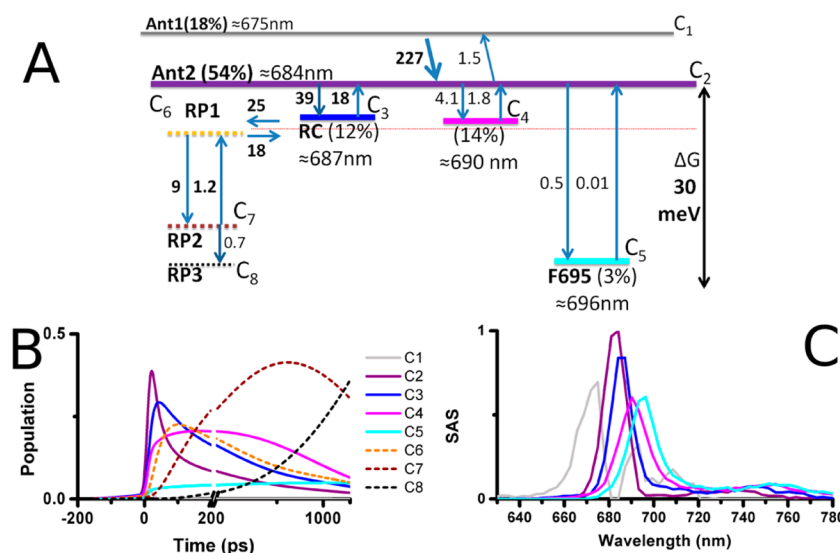 A
Ant1(18%) ≈675nm
C1
227
1.5
Ant2 (54%) ≈684nm
C2
C6
RP1
25
18
39
18
C3
RC (12%)
≈687nm
4.1
1.8
C4
(14%)
≈690 nm
0.5
0.01
ΔG
30
meV
9
1.2
C7
RP2
0.7
RP3
C8
C5
F695 (3%)
≈696nm
B
0.5
Population
0.0
-200
0
200
1000
Time (ps)
C1
C2
C3
C4
C5
C6
C7
C8
C
1
SAS
0
640
660
680
700
720
740
760
780
Wavelength (nm)